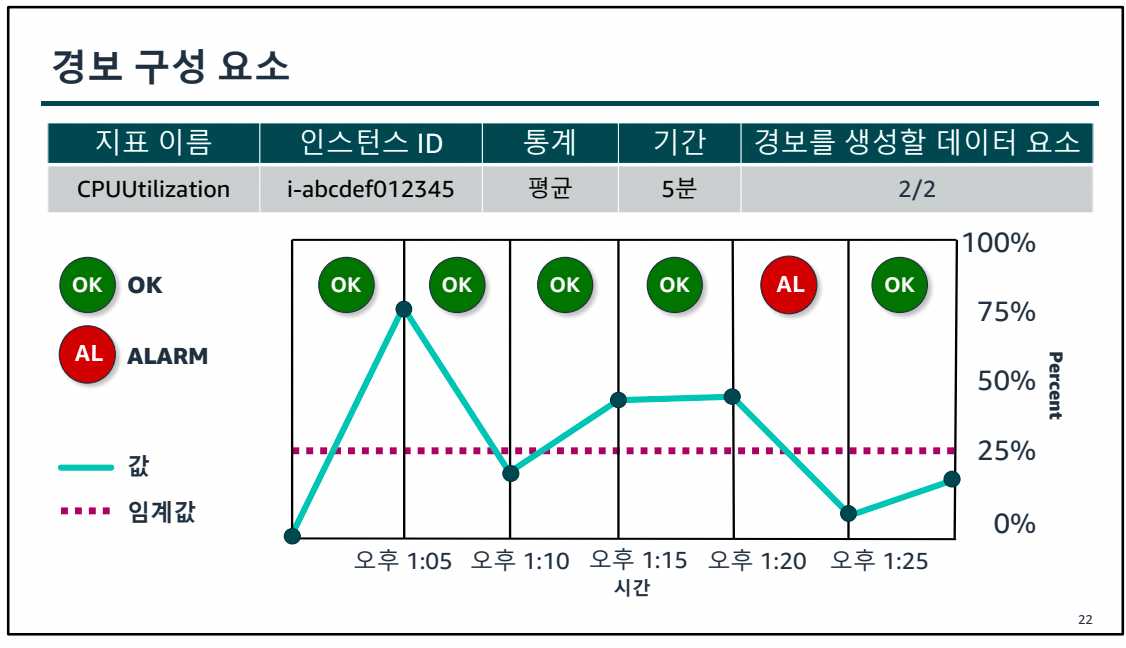 경보 구성 요소
지표 이름 인스턴스 ID 통계 기간 경보를 생성할 데이터 요소
CPUUtilization i-abcdef012345 평균 5분 2/2
OK OK
AL ALARM
값
임계값
OK OK OK OK AL OK
100%
75%
50%
25%
0%
Percent
오후 1:05 오후 1:10 오후 1:15 오후 1:20 오후 1:25
시간
22